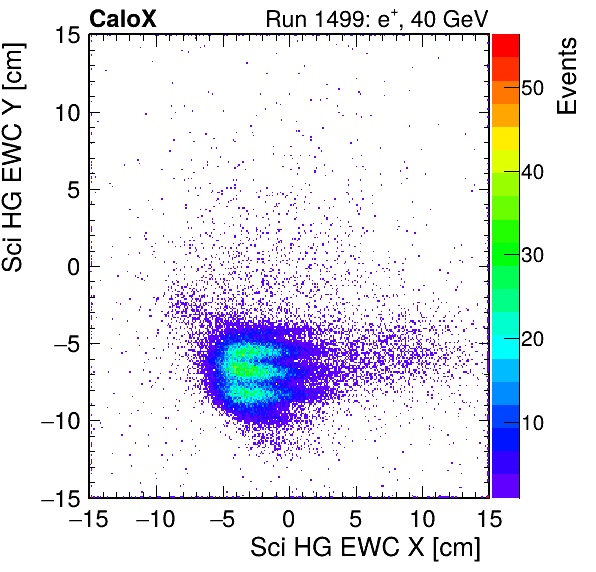 CaloX Run 1499: e+, 40 GeV
Sci HG EWC Y [cm]
15
10
5
0
−5
−10
−15
−15 −10 −5 0 5 10 15
Sci HG EWC X [cm]
Events
50
40
30
20
10